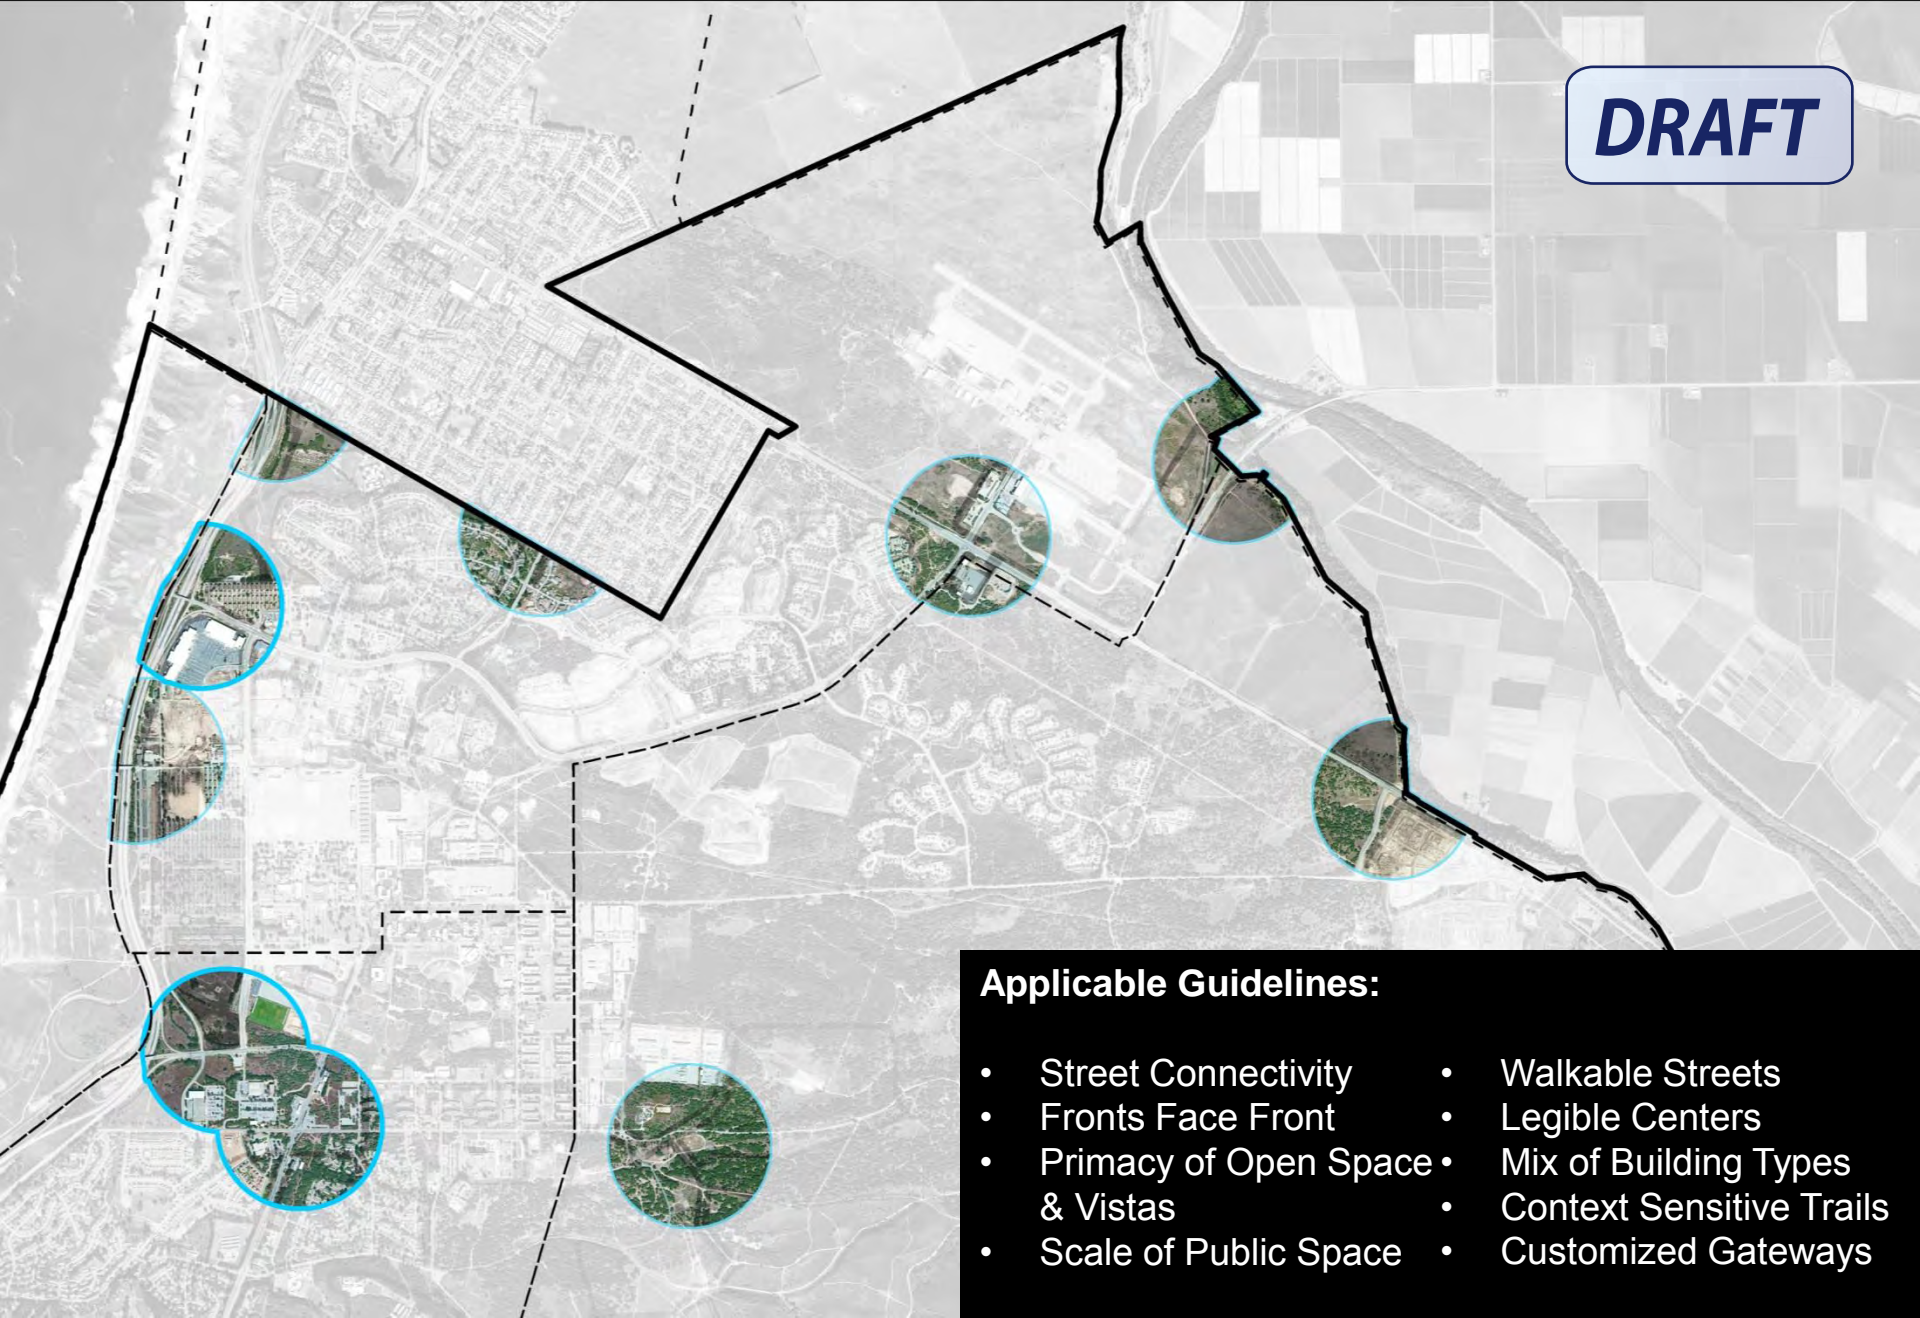 DRAFT
Applicable Guidelines:
• Street Connectivity
• Fronts Face Front
• Primacy of Open Space
& Vistas
• Scale of Public Space
• Walkable Streets
• Legible Centers
• Mix of Building Types
• Context Sensitive Trails
• Customized Gateways